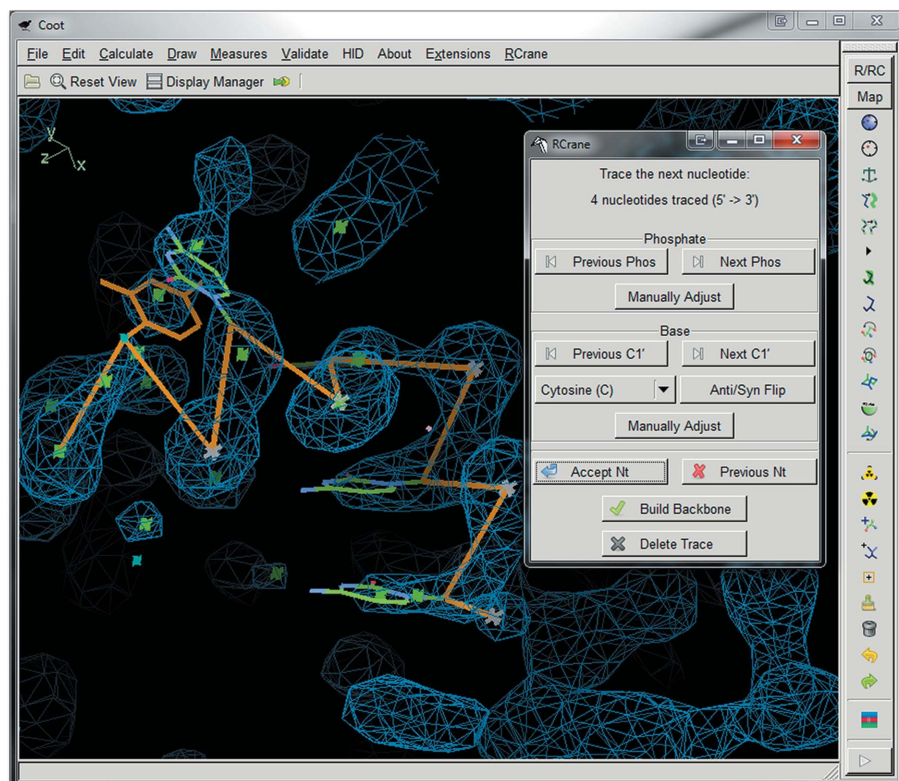 Coot
File Edit Calculate Draw Measures Validate HID About Extensions RCrane
Reset View Display Manager
R/RC
Map
y
z x
RCrane
Trace the next nucleotide:
4 nucleotides traced (5' -> 3')
Phosphate
Previous Phos Next Phos
Manually Adjust
Base
Previous C1' Next C1'
Cytosine (C) Anti/Syn Flip
Manually Adjust
Accept Nt Previous Nt
Build Backbone
Delete Trace